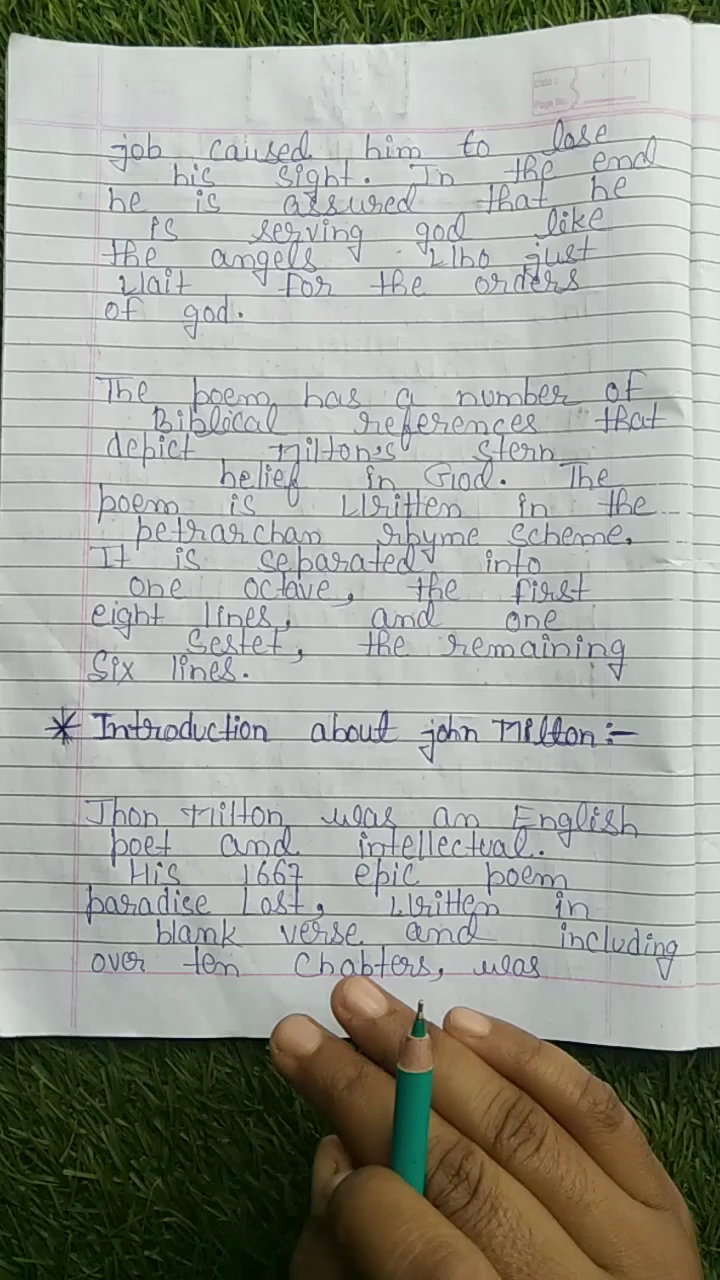 Date :
Page No.
job caused him to lose
his sight. In the end
he is assured that he
is serving god like
the angels who just
wait for the orders
of god.
The poem has a number of
Biblical references that
depict milton's stern
belief in God. The
poem is written in the
petrarchan rhyme scheme.
It is separated into
one octave, the first
eight lines, and one
sestet, the remaining
six lines.
* Introduction about john Milton :-
Jhon Milton was an English
poet and intellectual.
His 1667 epic poem
paradise Lost, written in
blank verse and including
over ten Chabters, was